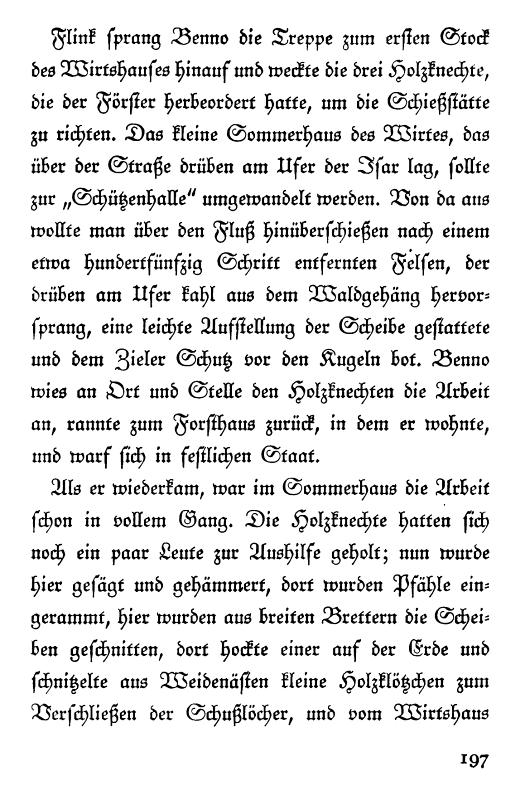 Flink sprang Benno die Treppe zum ersten Stock
des Wirtshauses hinauf und weckte die drei Holzknechte,
die der Förster herbeordert hatte, um die Schießstätte
zu richten. Das kleine Sommerhaus des Wirtes, das
über der Straße drüben am Ufer der Isar lag, sollte
zur „Schützenhalle“ umgewandelt werden. Von da aus
wollte man über den Fluß hinüberschießen nach einem
etwa hundertfünfzig Schritt entfernten Felsen, der
drüben am Ufer kahl aus dem Waldgehäng hervor-
sprang, eine leichte Aufstellung der Scheibe gestattete
und dem Zieler Schutz vor den Kugeln bot. Benno
wies an Ort und Stelle den Holzknechten die Arbeit
an, rannte zum Forsthaus zurück, in dem er wohnte,
und warf sich in festlichen Staat.
Als er wiederkam, war im Sommerhaus die Arbeit
schon in vollem Gang. Die Holzknechte hatten sich
noch ein paar Leute zur Aushilfe geholt; nun wurde
hier gesägt und gehämmert, dort wurden Pfähle ein-
gerammt, hier wurden aus breiten Brettern die Schei-
ben geschnitten, dort hockte einer auf der Erde und
schnitzelte aus Weidenästen kleine Holzklötzchen zum
Verschließen der Schußlöcher, und vom Wirtshaus
197